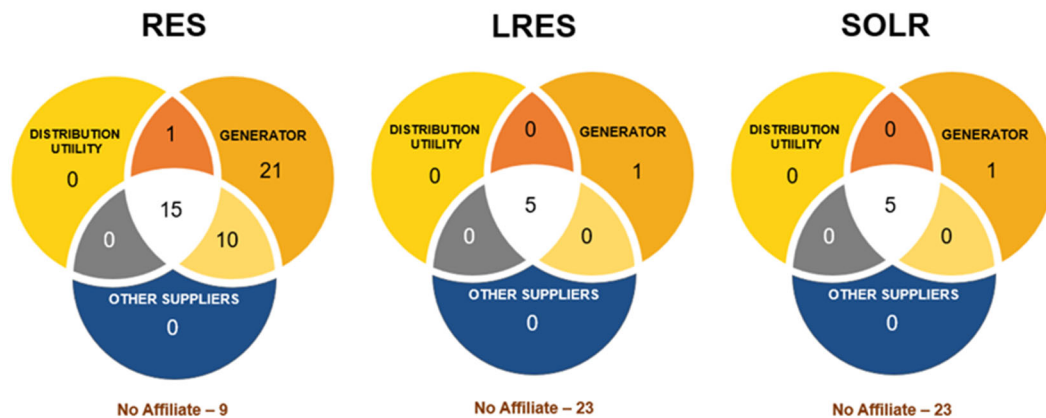 RES
DISTRIBUTION
UTIILITY
0
1
GENERATOR
21
15
0
10
OTHER SUPPLIERS
0
No Affiliate – 9
LRES
DISTRIBUTION
UTILITY
0
0
GENERATOR
1
5
0
0
OTHER SUPPLIERS
0
No Affiliate – 23
SOLR
DISTRIBUTION
UTILITY
0
0
GENERATOR
1
5
0
0
OTHER SUPPLIERS
0
No Affiliate – 23